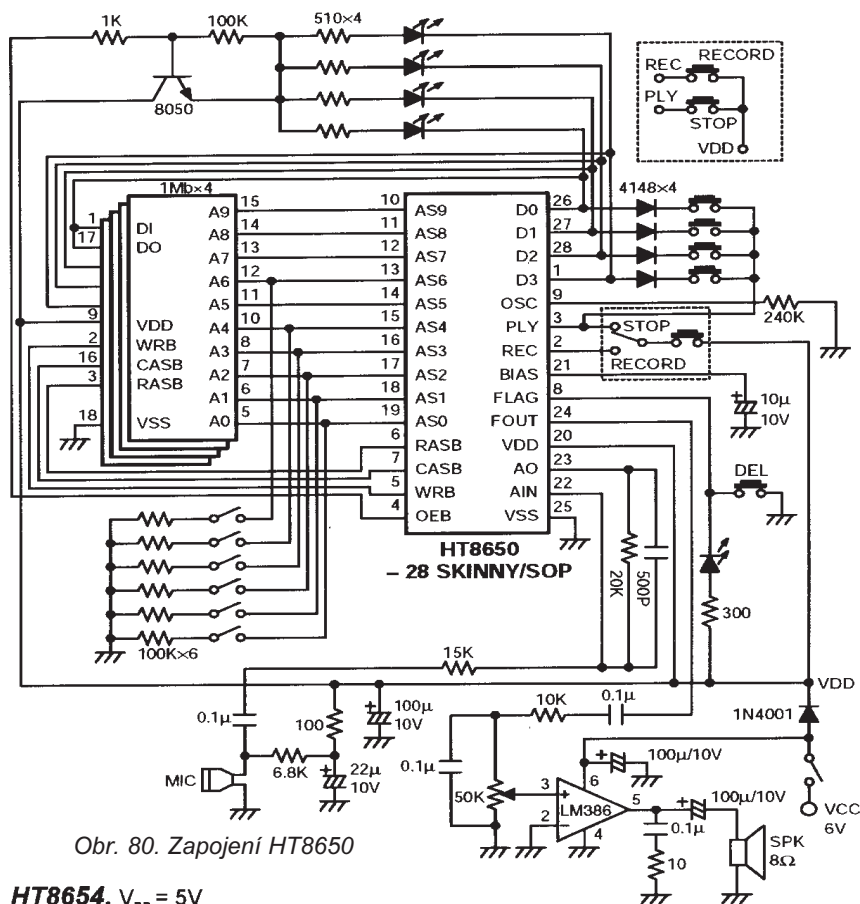 1K
100K
510×4
8050
REC
RECORD
PLY
STOP
VDD
1Mb×4
4148×4
1
DI
17
DO
9
VDD
2
WRB
16
CASB
3
RASB
18
VSS
A9 15
A8 14
A7 13
A6 12
A5 11
A4 10
A3 8
A2 7
A1 6
A0 5
10 AS9
11 AS8
12 AS7
13 AS6
14 AS5
15 AS4
16 AS3
17 AS2
18 AS1
19 AS0
6 RASB
7 CASB
5 WRB
4 OEB
D0 26
D1 27
D2 28
D3 1
OSC 9
PLY 3
REC 2
BIAS 21
FLAG 8
FOUT 24
VDD 20
AO 23
AIN 22
VSS 25
HT8650
– 28 SKINNY/SOP
STOP
RECORD
240K
10µ
10V
DEL
20K
500P
300
100K×6
15K
VDD
0.1µ
100
100µ
10V
10K
0.1µ
1N4001
MIC
6.8K
22µ
10V
0.1µ
50K
3
+
2
–
LM386
6
5
4
100µ/10V
100µ/10V
0.1µ
10
SPK
8Ω
VCC
6V
Obr. 80. Zapojení HT8650